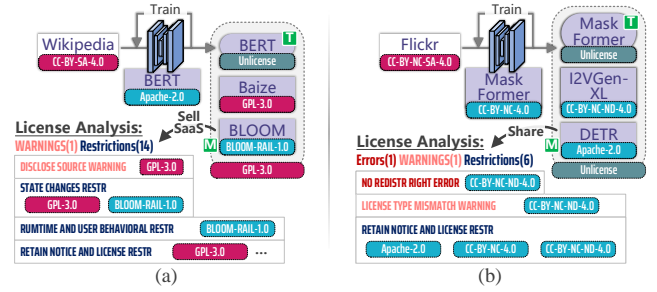 Train
Wikipedia
CC-BY-SA-4.0
BERT
Apache-2.0
T
BERT
Unlicense
Baize
GPL-3.0
BLOOM
BLOOM-RAIL-1.0
M
GPL-3.0
Sell
SaaS
License Analysis:
WARNINGS(1) Restrictions(14)
DISCLOSE SOURCE WARNING GPL-3.0
STATE CHANGES RESTR
GPL-3.0 BLOOM-RAIL-1.0
RUMTIME AND USER BEHAVIORAL RESTR BLOOM-RAIL-1.0
RETAIN NOTICE AND LICENSE RESTR GPL-3.0 ...
(a)
Train
Flickr
CC-BY-NC-SA-4.0
Mask
Former
CC-BY-NC-4.0
T
Mask
Former
Unlicense
I2VGen-
XL
CC-BY-NC-ND-4.0
DETR
Apache-2.0
M
Unlicense
Share
License Analysis:
Errors(1) WARNINGS(1) Restrictions(6)
NO REDISTR RIGHT ERROR CC-BY-NC-ND-4.0
LICENSE TYPE MISMATCH WARNING CC-BY-NC-ND-4.0
RETAIN NOTICE AND LICENSE RESTR
Apache-2.0 CC-BY-NC-4.0 CC-BY-NC-ND-4.0
(b)